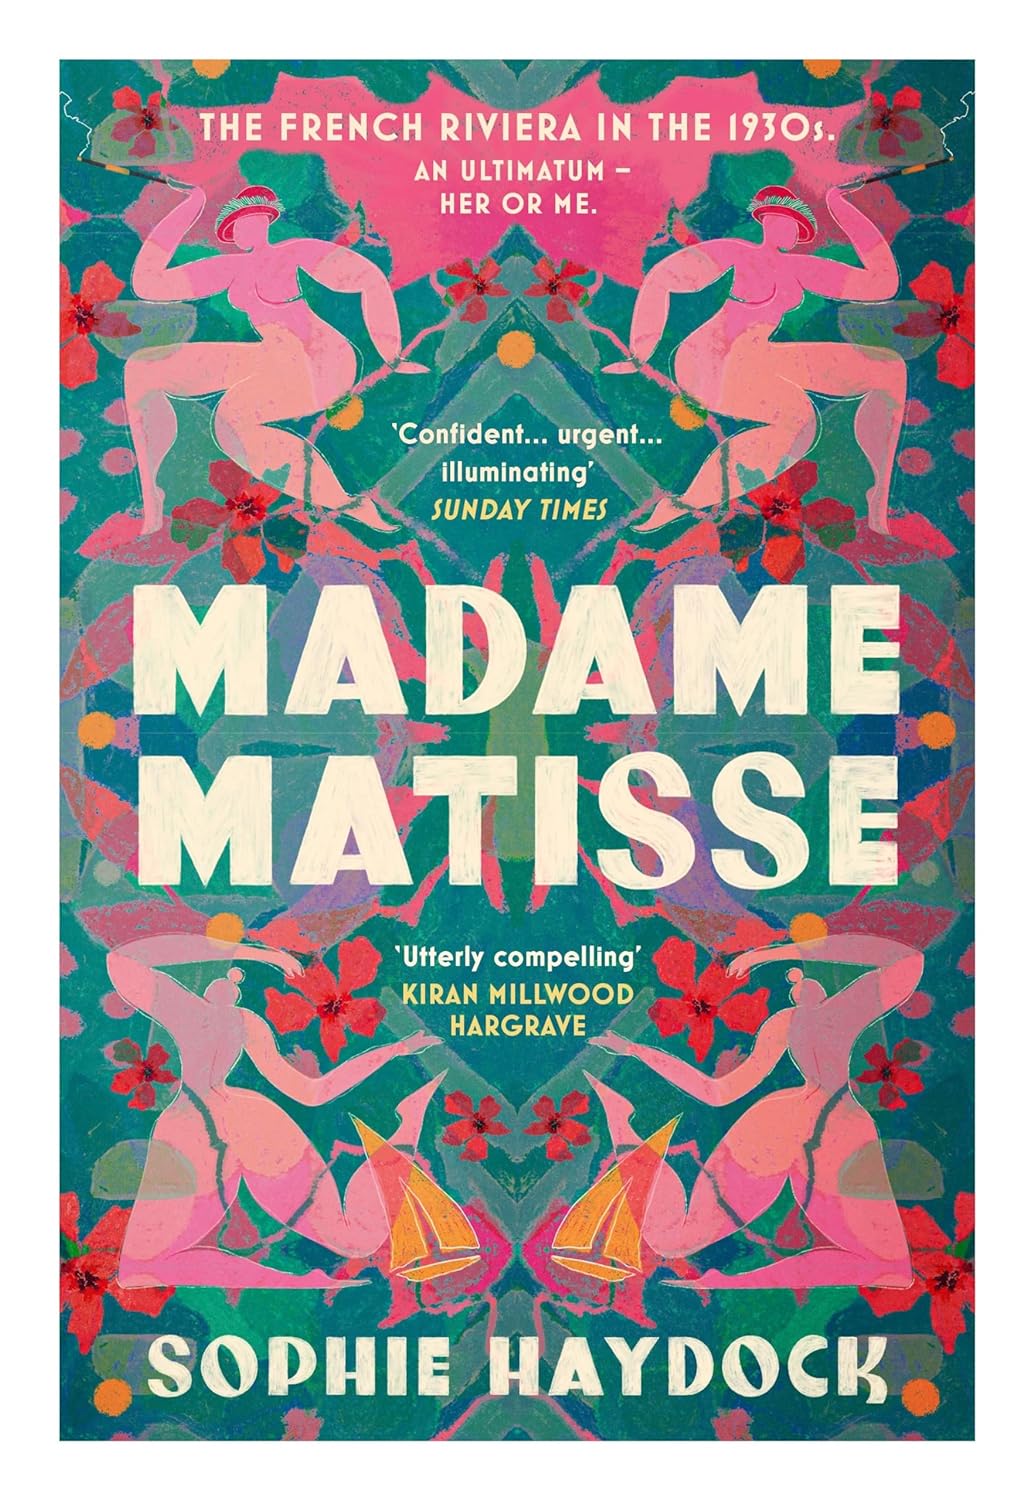 THE FRENCH RIVIERA IN THE 1930s.
AN ULTIMATUM –
HER OR ME.
‘Confident... urgent...
illuminating’
SUNDAY TIMES
MADAME
MATISSE
‘Utterly compelling’
KIRAN MILLWOOD
HARGRAVE
SOPHIE HAYDOCK